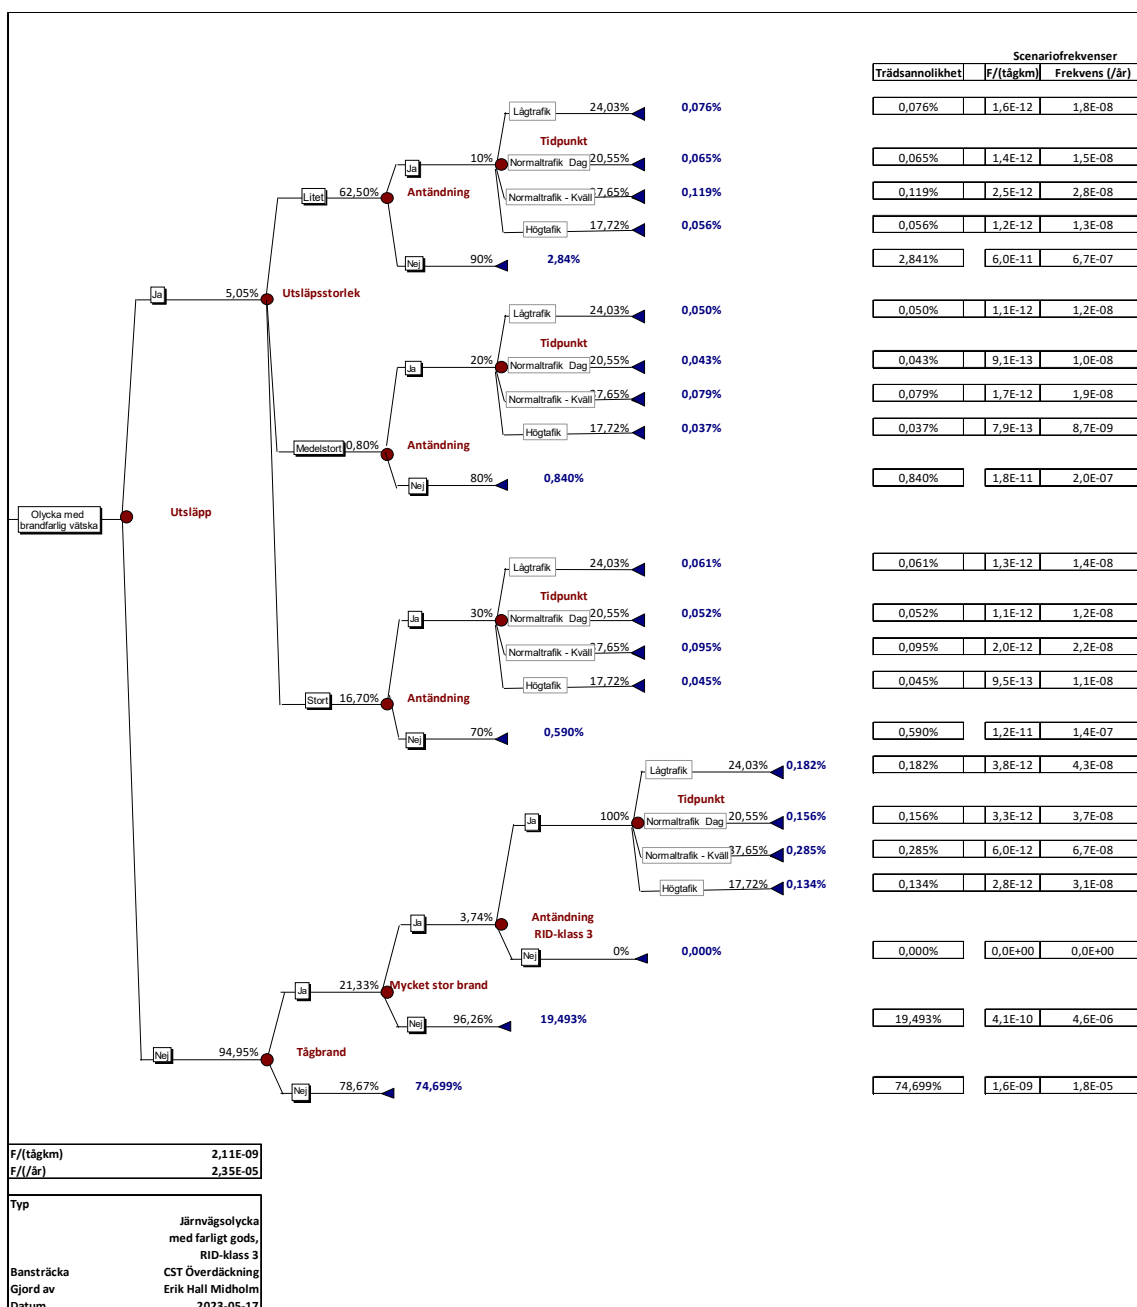 Scenariofrekvenser
Trädsannolikhet F/(tågkm) Frekvens (/år)
Lågtrafik 24,03% 0,076% 0,076% 1,6E-12 1,8E-08
Tidpunkt
Ja 10% Normaltrafik Dag 20,55% 0,065% 0,065% 1,4E-12 1,5E-08
Litet 62,50% Antändning Normaltrafik - Kväll 7,65% 0,119% 0,119% 2,5E-12 2,8E-08
Högtafik 17,72% 0,056% 0,056% 1,2E-12 1,3E-08
Nej 90% 2,84% 2,841% 6,0E-11 6,7E-07
Ja 5,05% Utsläpsstorlek
Lågtrafik 24,03% 0,050% 0,050% 1,1E-12 1,2E-08
Tidpunkt
Ja 20% Normaltrafik Dag 20,55% 0,043% 0,043% 9,1E-13 1,0E-08
Normaltrafik - Kväll 7,65% 0,079% 0,079% 1,7E-12 1,9E-08
Högtafik 17,72% 0,037% 0,037% 7,9E-13 8,7E-09
Medelstort 0,80% Antändning
Nej 80% 0,840% 0,840% 1,8E-11 2,0E-07
Olycka med
brandfarlig vätska
Utsläpp
Lågtrafik 24,03% 0,061% 0,061% 1,3E-12 1,4E-08
Tidpunkt
Ja 30% Normaltrafik Dag 20,55% 0,052% 0,052% 1,1E-12 1,2E-08
Normaltrafik - Kväll 7,65% 0,095% 0,095% 2,0E-12 2,2E-08
Högtafik 17,72% 0,045% 0,045% 9,5E-13 1,1E-08
Stort 16,70% Antändning
Nej 70% 0,590% 0,590% 1,2E-11 1,4E-07
Lågtrafik 24,03% 0,182% 0,182% 3,8E-12 4,3E-08
Tidpunkt
Ja 100% Normaltrafik Dag 20,55% 0,156% 0,156% 3,3E-12 3,7E-08
Normaltrafik - Kväll 37,65% 0,285% 0,285% 6,0E-12 6,7E-08
Högtafik 17,72% 0,134% 0,134% 2,8E-12 3,1E-08
Ja 3,74% Antändning
RID-klass 3
Nej 0% 0,000% 0,000% 0,0E+00 0,0E+00
Ja 21,33% Mycket stor brand
Nej 96,26% 19,493% 19,493% 4,1E-10 4,6E-06
Nej 94,95% Tågbrand
Nej 78,67% 74,699% 74,699% 1,6E-09 1,8E-05
F/(tågkm) 2,11E-09
F/(/år) 2,35E-05
Typ
Järnvägsolycka
med farligt gods,
RID-klass 3
Bansträcka CST Överdäckning
Gjord av Erik Hall Midholm
Datum 2023-05-17